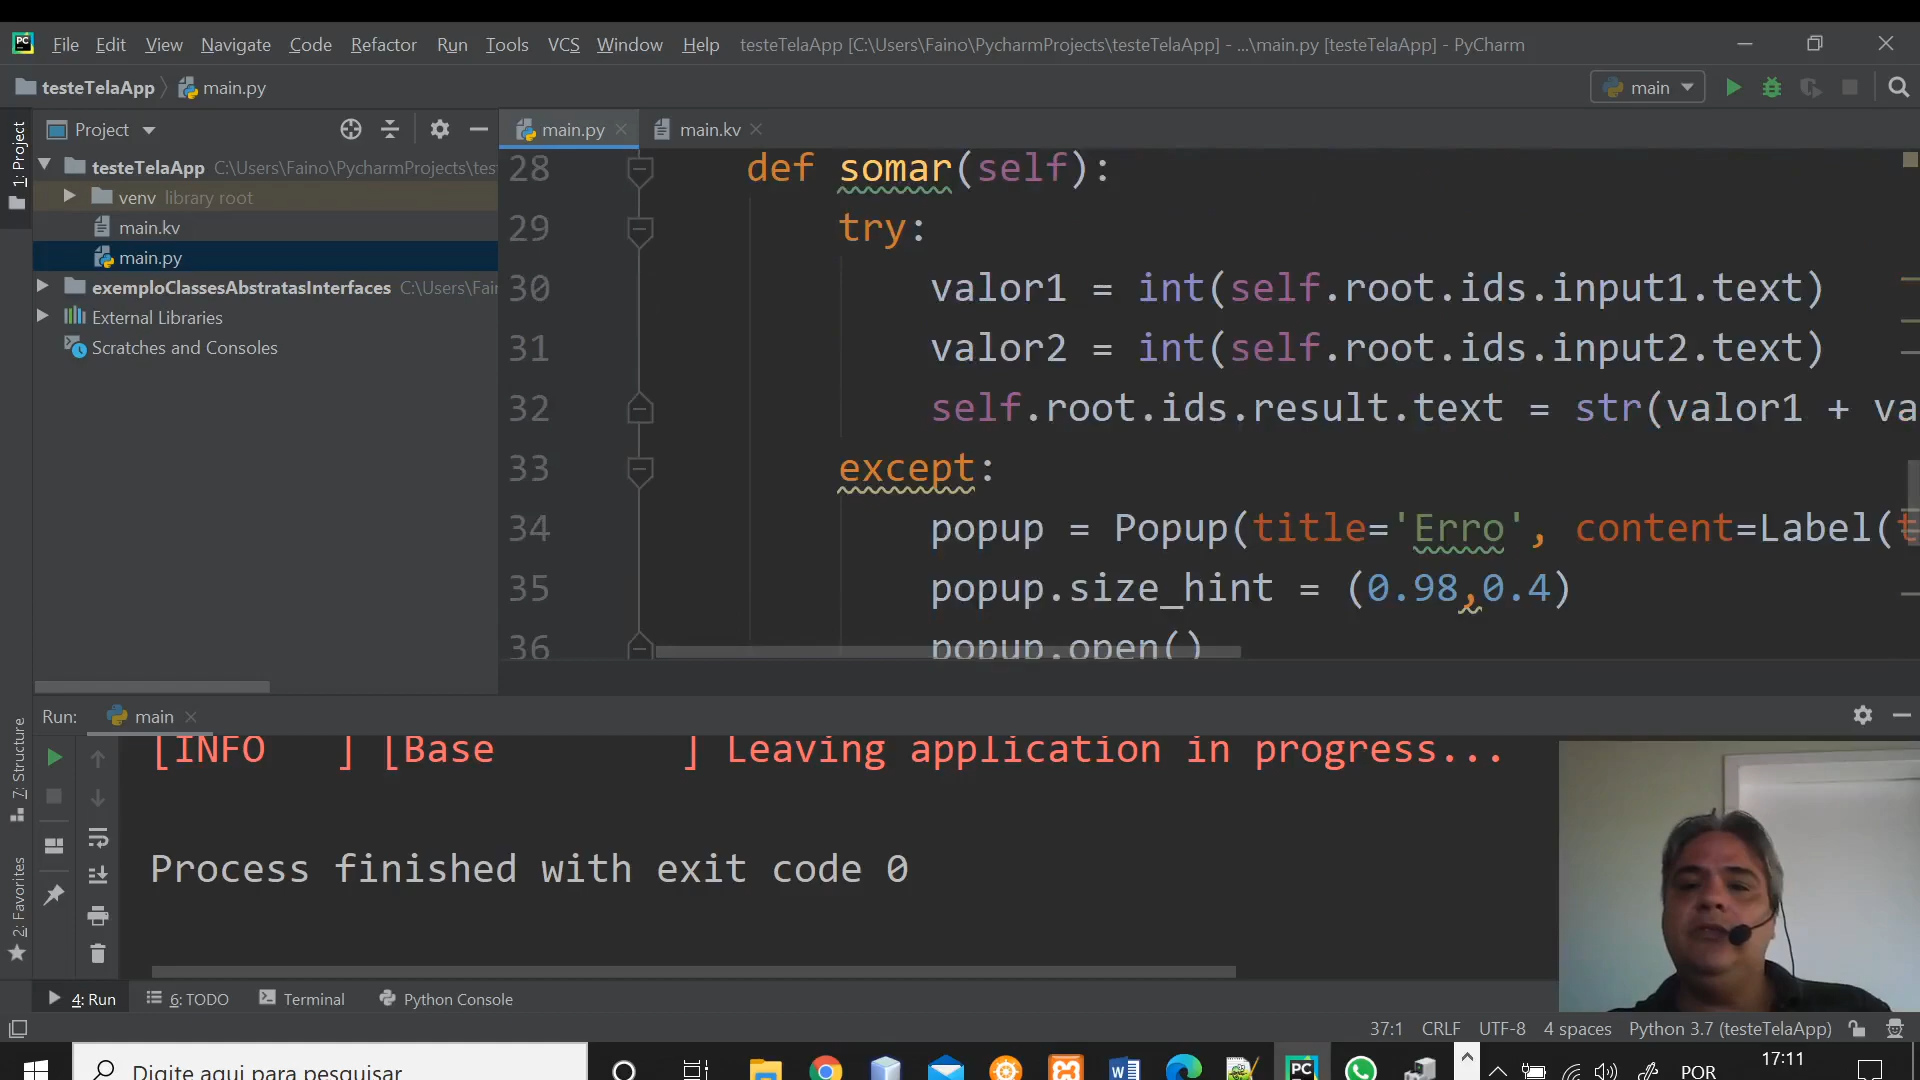 File Edit View Navigate Code Refactor Run Tools VCS Window Help testeTelaApp [C:\Users\Faino\PycharmProjects\testeTelaApp] - ...\main.py [testeTelaApp] - PyCharm
testeTelaApp main.py main
Project main.py main.kv
1: Project
testeTelaApp C:\Users\Faino\PycharmProjects\tes
venv library root
main.kv
main.py
exemploClassesAbstratasInterfaces C:\Users\Fai
External Libraries
Scratches and Consoles
28 def somar(self):
29 try:
30 valor1 = int(self.root.ids.input1.text)
31 valor2 = int(self.root.ids.input2.text)
32 self.root.ids.result.text = str(valor1 + va
33 except:
34 popup = Popup(title='Erro', content=Label(t
35 popup.size_hint = (0.98,0.4)
36 popup.open()
Run: main
7: Structure
2: Favorites
[INFO ] [Base ] Leaving application in progress...
Process finished with exit code 0
4: Run 6: TODO Terminal Python Console
37:1 CRLF UTF-8 4 spaces Python 3.7 (testeTelaApp)
Digite aqui para pesquisar
POR 17:11